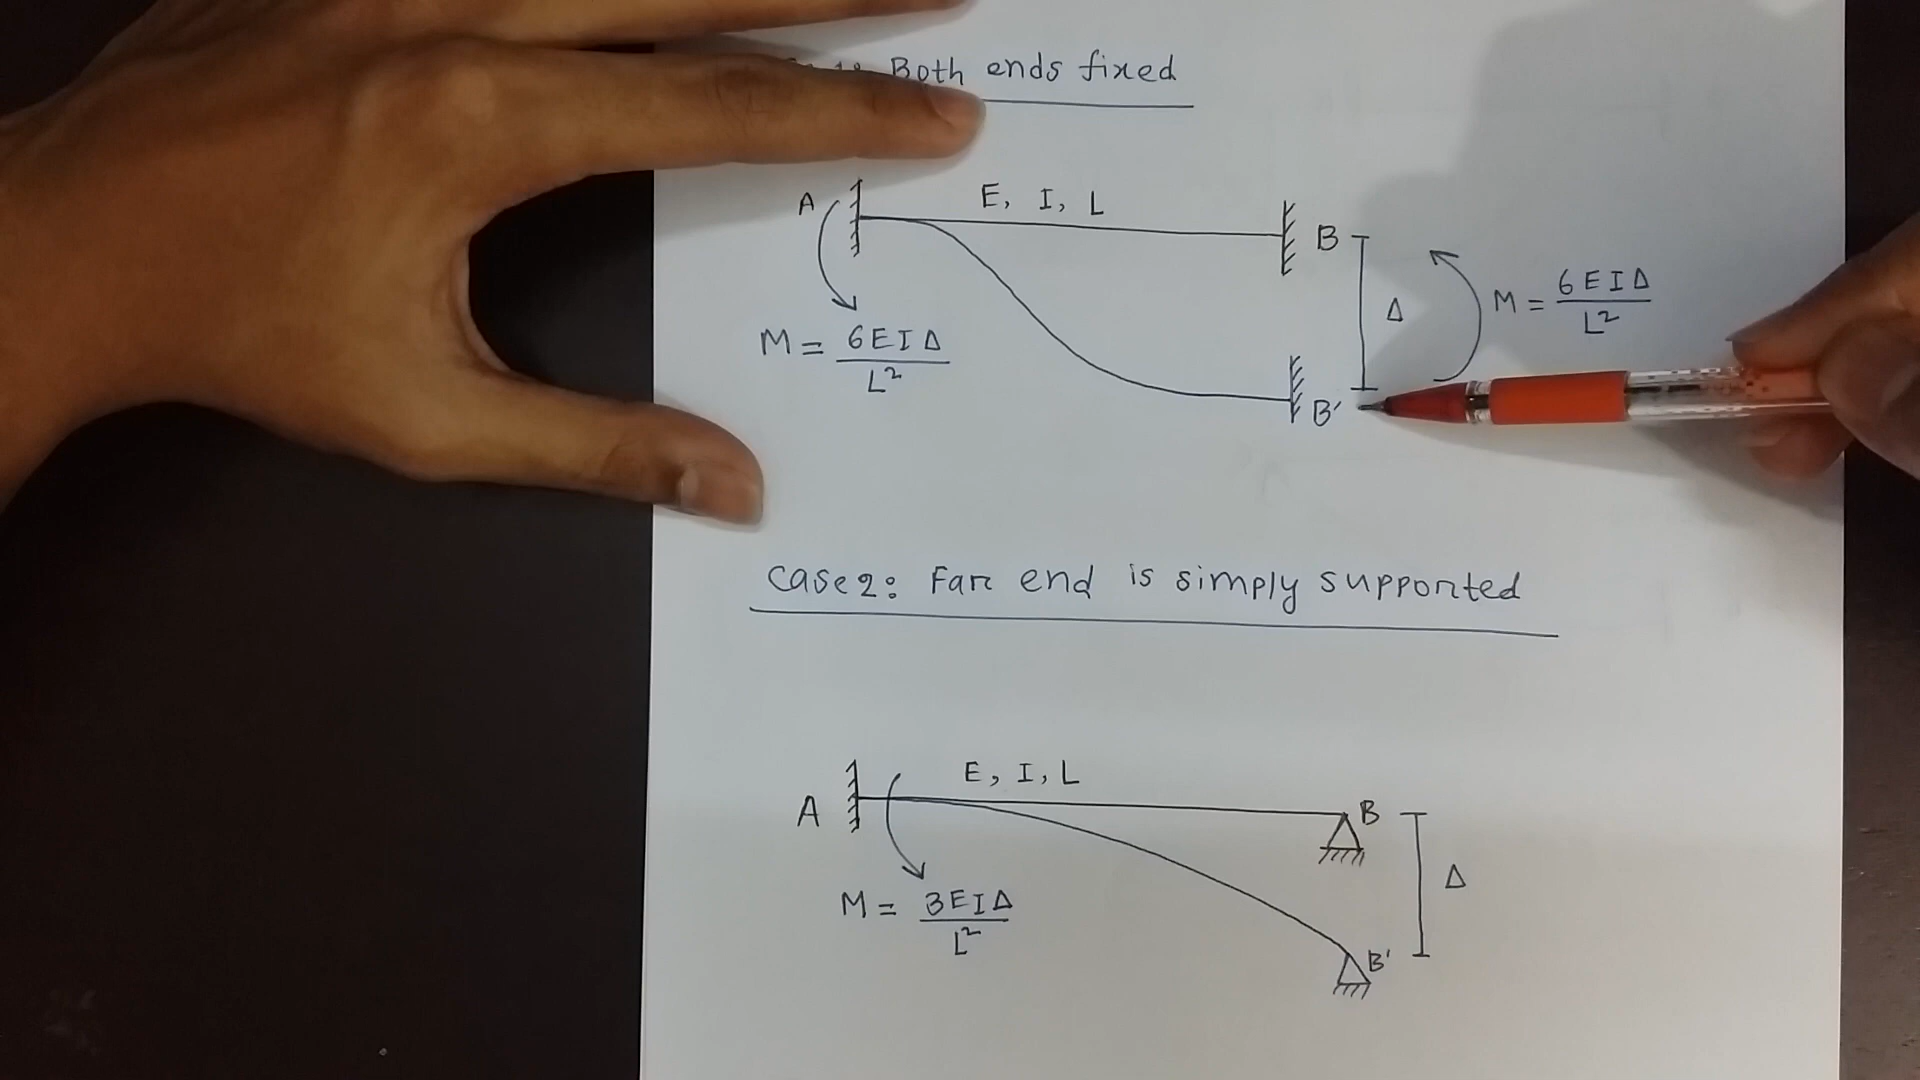 Both ends fixed
A
E, I, L
B
Δ
M = 6EIΔ/L²
M = 6EIΔ/L²
B'
Case 2: Far end is simply supported
A
E, I, L
B
Δ
M = 3EIΔ/L²
B'